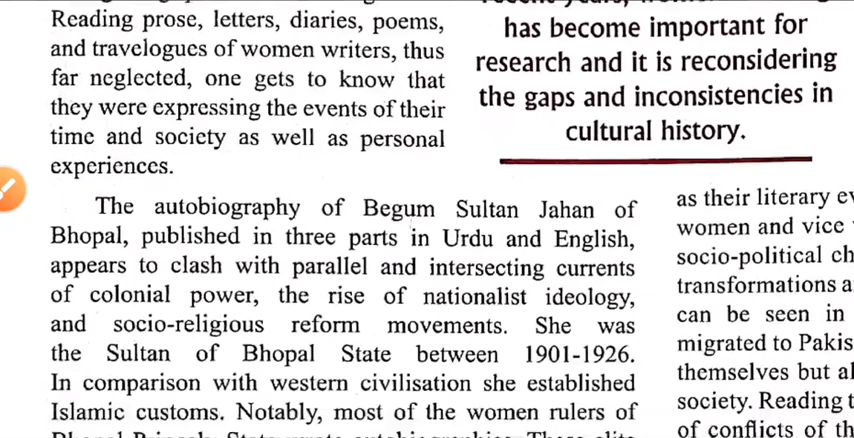 Reading prose, letters, diaries, poems,
and travelogues of women writers, thus
far neglected, one gets to know that
they were expressing the events of their
time and society as well as personal
experiences.
has become important for
research and it is reconsidering
the gaps and inconsistencies in
cultural history.
The autobiography of Begum Sultan Jahan of
Bhopal, published in three parts in Urdu and English,
appears to clash with parallel and intersecting currents
of colonial power, the rise of nationalist ideology,
and socio-religious reform movements. She was
the Sultan of Bhopal State between 1901-1926.
In comparison with western civilisation she established
Islamic customs. Notably, most of the women rulers of
as their literary
women and vice
socio-political
transformations
can be seen in
migrated to
themselves but
society. Reading
of conflicts of